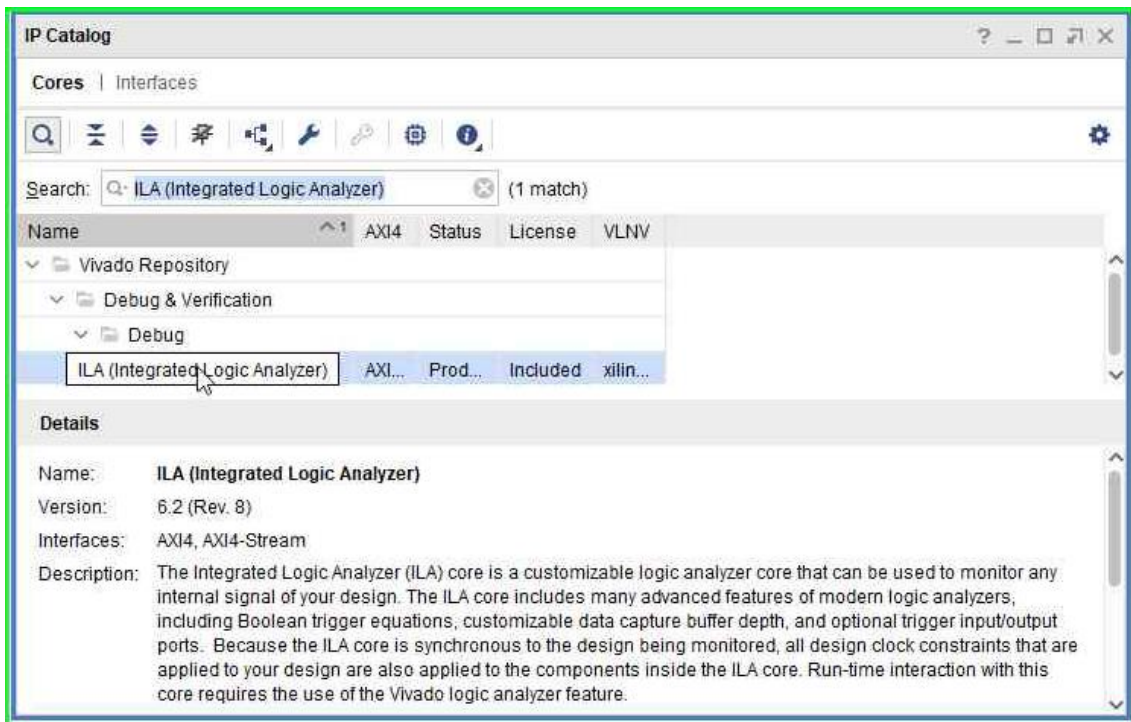 IP Catalog
? _ □ ✕
Cores | Interfaces
Search: ILA (Integrated Logic Analyzer) (1 match)
Name 1 AXI4 Status License VLNV
Vivado Repository
Debug & Verification
Debug
ILA (Integrated Logic Analyzer) AXI... Prod... Included xilin...
Details
Name: ILA (Integrated Logic Analyzer)
Version: 6.2 (Rev. 8)
Interfaces: AXI4, AXI4-Stream
Description: The Integrated Logic Analyzer (ILA) core is a customizable logic analyzer core that can be used to monitor any
internal signal of your design. The ILA core includes many advanced features of modern logic analyzers,
including Boolean trigger equations, customizable data capture buffer depth, and optional trigger input/output
ports. Because the ILA core is synchronous to the design being monitored, all design clock constraints that are
applied to your design are also applied to the components inside the ILA core. Run-time interaction with this
core requires the use of the Vivado logic analyzer feature.